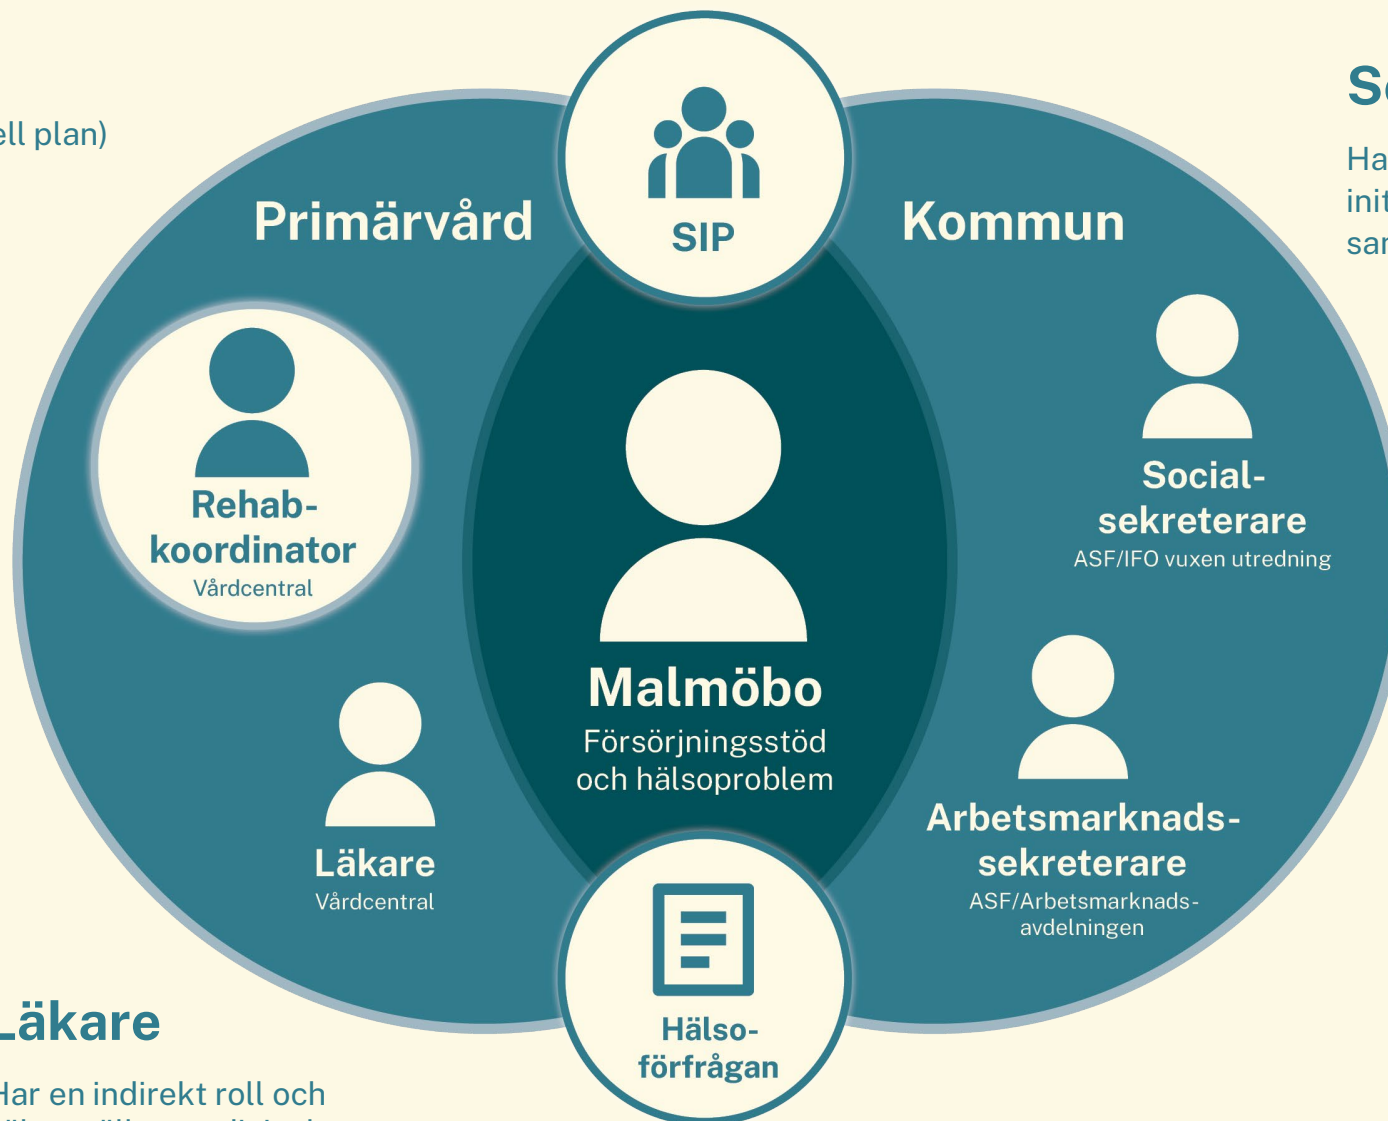 plan)
SIP
Primärvård
Kommun
Rehab-
koordinator
Vårdcentral
Social-
sekreterare
ASF/IFO vuxen utredning
Malmöbo
Försörjningsstöd
och hälsoproblem
Läkare
Vårdcentral
Arbetsmarknads-
sekreterare
ASF/Arbetsmarknads-
avdelningen
Hälso-
förfrågan
Läkare
Har en indirekt roll och